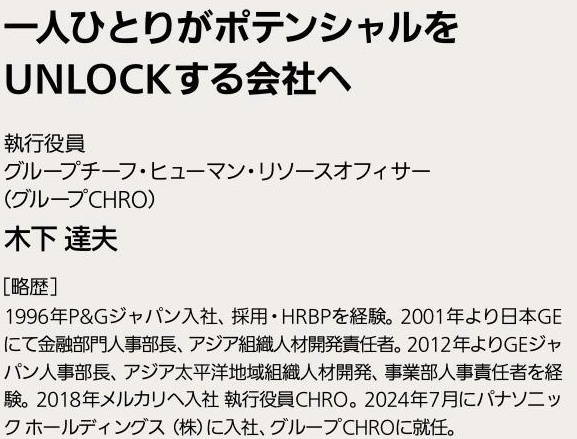 一人ひとりがポテンシャルを
UNLOCKする会社へ
執行役員
グループチーフ・ヒューマン・リソースオフィサー
(グループCHRO)
木下 達夫
[略歴]
1996年P&Gジャパン入社、採用・HRBPを経験。2001年より日本GE
にて金融部門人事部長、アジア組織人材開発責任者。2012年よりGEジャ
パン人事部長、アジア太平洋地域組織人材開発、事業部人事責任者を経
験。2018年メルカリへ入社 執行役員CHRO。2024年7月にパナソニッ
ク ホールディングス（株）に入社、グループCHROに就任。